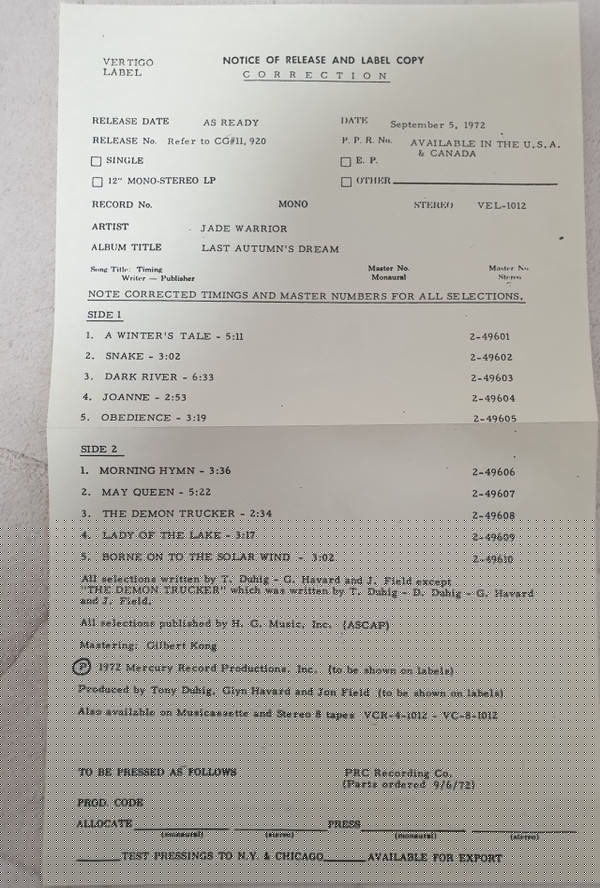 VERTIGO LABEL
NOTICE OF RELEASE AND LABEL COPY
CORRECTION
RELEASE DATE AS READY DATE September 5, 1972
RELEASE No. Refer to CG#11, 920 P. P. R. No. AVAILABLE IN THE U.S.A. & CANADA
SINGLE E. P.
12" MONO-STEREO LP OTHER
RECORD No. MONO STEREO VEL-1012
ARTIST JADE WARRIOR
ALBUM TITLE LAST AUTUMN'S DREAM
Song Title: Timing Master No. Master No.
Writer — Publisher Monaural Stereo
NOTE CORRECTED TIMINGS AND MASTER NUMBERS FOR ALL SELECTIONS.
SIDE 1
1. A WINTER'S TALE - 5:11 2-49601
2. SNAKE - 3:02 2-49602
3. DARK RIVER - 6:33 2-49603
4. JOANNE - 2:53 2-49604
5. OBEDIENCE - 3:19 2-49605
SIDE 2
1. MORNING HYMN - 3:36 2-49606
2. MAY QUEEN - 5:22 2-49607
3. THE DEMON TRUCKER - 2:34 2-49608
4. LADY OF THE LAKE - 3:17 2-49609
5. BORNE ON TO THE SOLAR WIND - 3:02 2-49610
All selections written by T. Duhig - G. Havard and J. Field except
"THE DEMON TRUCKER" which was written by T. Duhig - D. Duhig - G. Havard
and J. Field.
All selections published by H. G. Music, Inc. (ASCAP)
Mastering: Gilbert Kong
Ⓟ 1972 Mercury Record Productions, Inc. (to be shown on labels)
Produced by Tony Duhig, Glyn Havard and Jon Field (to be shown on labels)
Also available on Musicassette and Stereo 8 tapes VCR-4-1012 - VC-8-1012
TO BE PRESSED AS FOLLOWS PRC Recording Co.
(Parts ordered 9/6/72)
PROD. CODE
ALLOCATE PRESS
(monaural) (stereo) (monaural) (stereo)
TEST PRESSINGS TO N.Y. & CHICAGO AVAILABLE FOR EXPORT